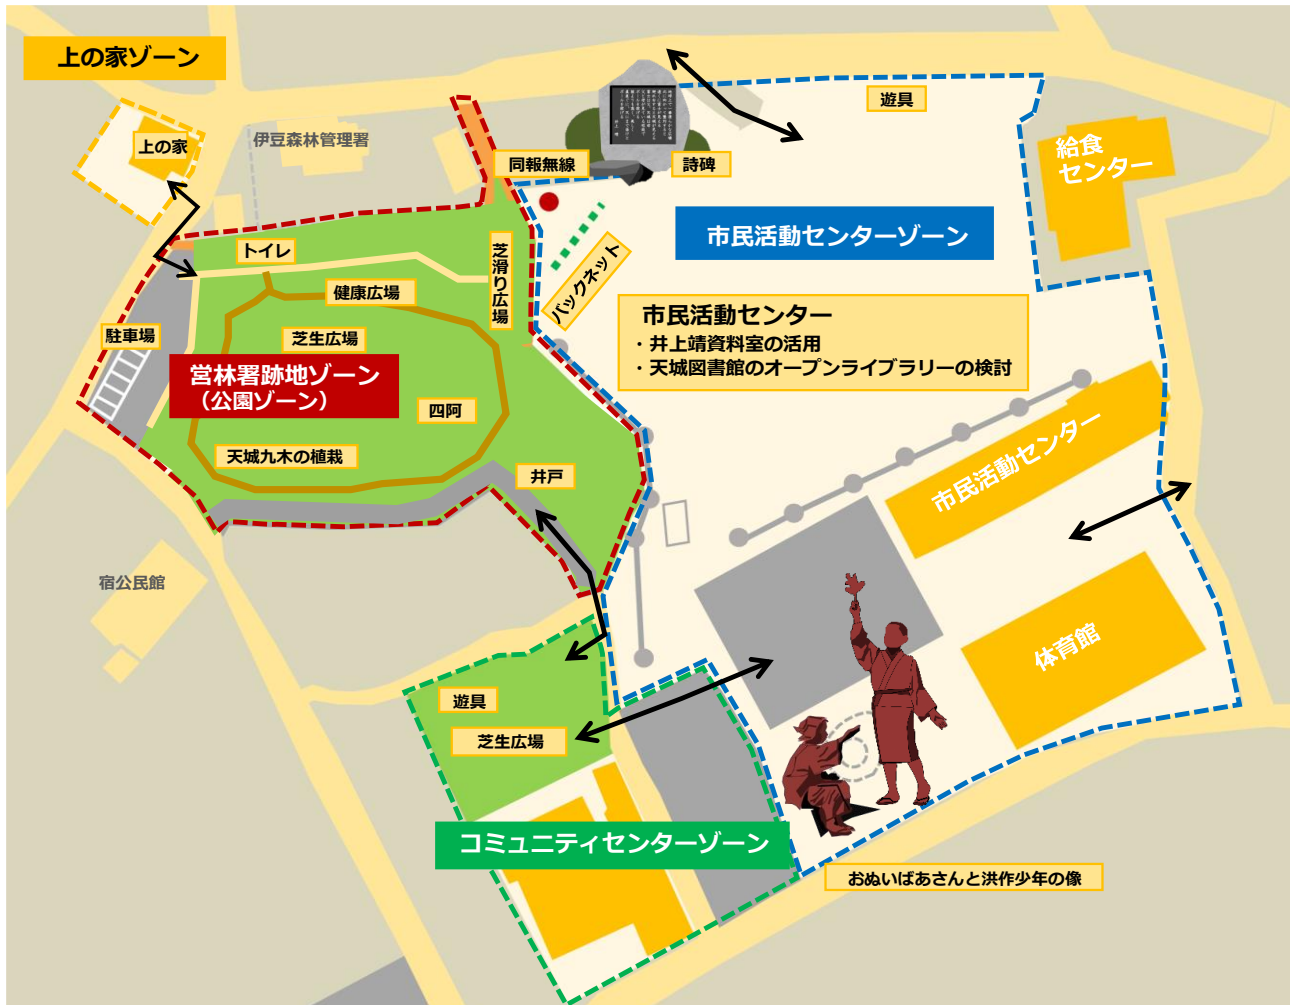 上の家ゾーン
上の家
伊豆森林管理署
同報無線
詩碑
遊具
給食
センター
市民活動センターゾーン
トイレ
芝滑り広場
バックネット
健康広場
駐車場
芝生広場
営林署跡地ゾーン
（公園ゾーン）
四阿
天城九木の植栽
井戸
市民活動センター
・井上靖資料室の活用
・天城図書館のオープンライブラリーの検討
市民活動センター
体育館
宿公民館
遊具
芝生広場
コミュニティセンターゾーン
おぬいばあさんと洪作少年の像